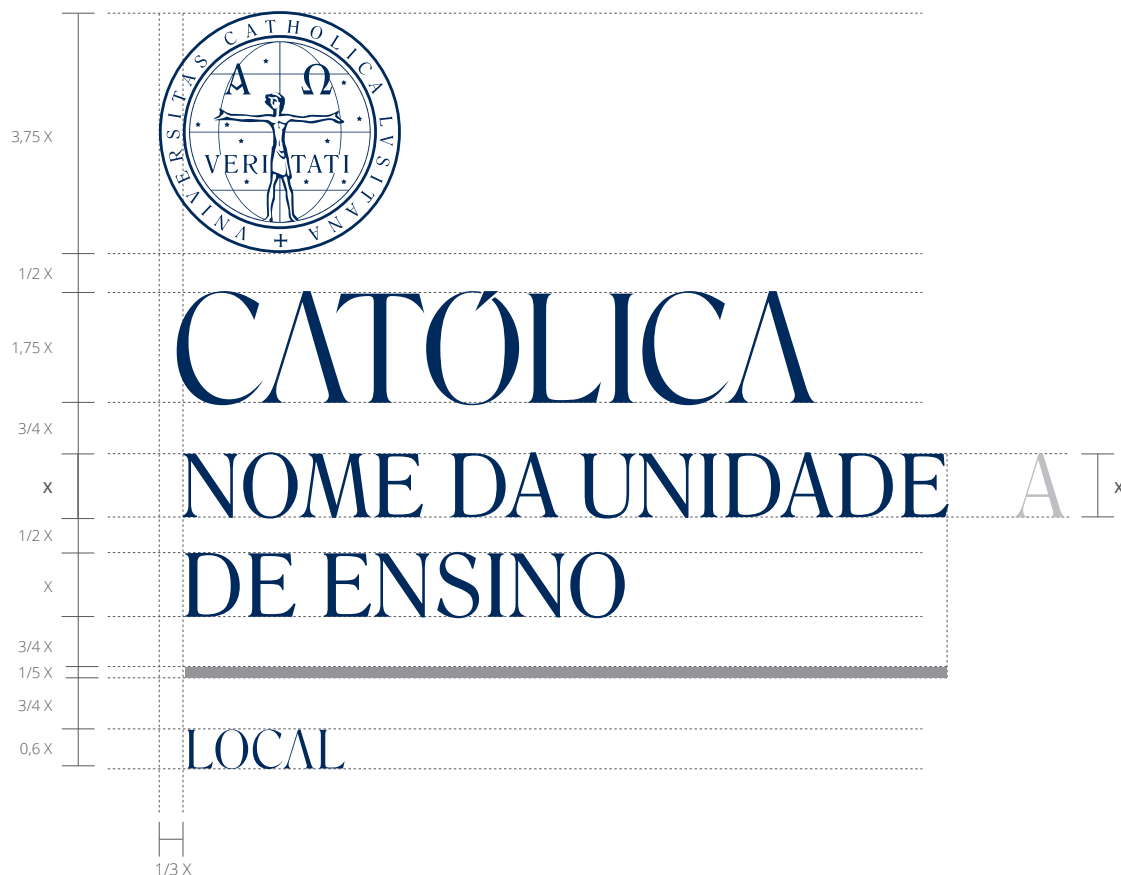 VNIVERSITAS CATHOLICA LVSITANA
Α Ω
VERITATI
3,75 X
1/2 X
CATÓLICA
1,75 X
3/4 X
NOME DA UNIDADE A
X X
1/2 X
DE ENSINO
X
3/4 X
1/5 X
3/4 X
LOCAL
0,6 X
1/3 X